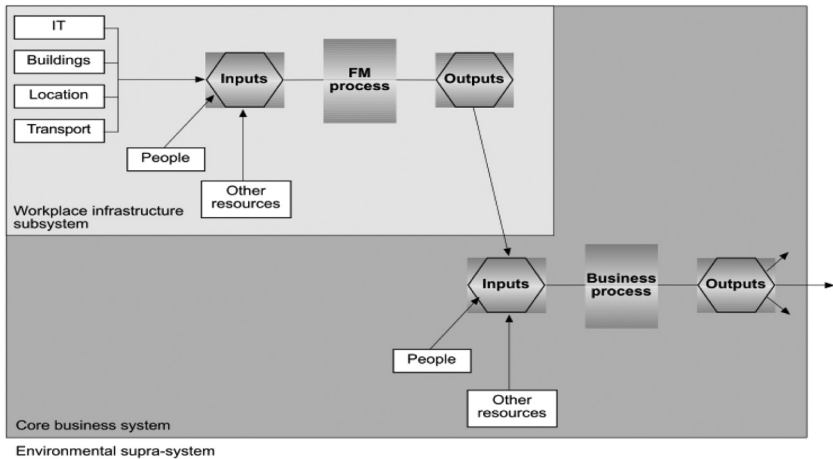 IT
Buildings
Location
Transport
People
Other
resources
Inputs
FM
process
Outputs
Workplace infrastructure
subsystem
Inputs
Business
process
Outputs
People
Other
resources
Core business system
Environmental supra-system